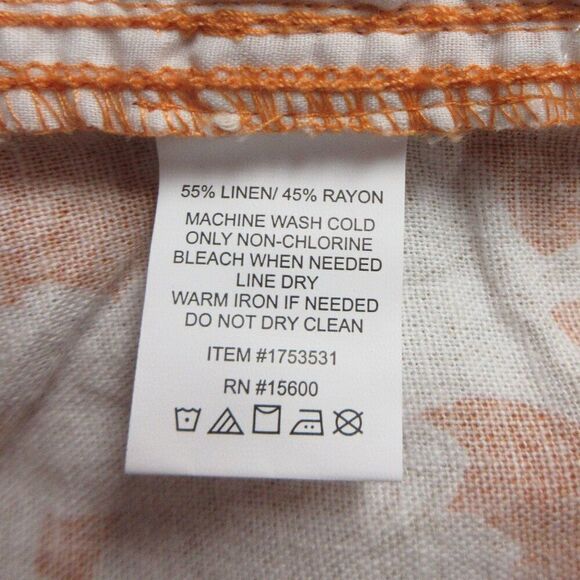 55% LINEN/ 45% RAYON
MACHINE WASH COLD
ONLY NON-CHLORINE
BLEACH WHEN NEEDED
LINE DRY
WARM IRON IF NEEDED
DO NOT DRY CLEAN
ITEM #1753531
RN #15600